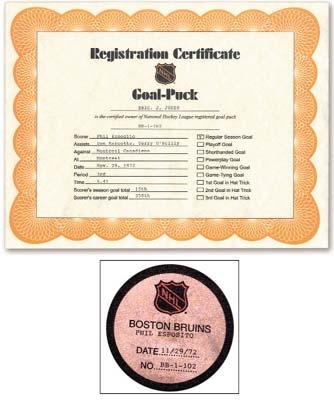 Registration Certificate
NHL
Goal-Puck
is the certified owner of National Hockey League registered goal puck
BB-1-102
Scorer Phil Esposito
Assists
Against Montreal Canadiens
At Montreal
Date Nov. 29, 1972
Period 3rd
Time
Scorer's season goal total
Scorer's career goal total
Regular Season Goal
Playoff Goal
Shorthanded Goal
Powerplay Goal
Game-Winning Goal
Game-Tying Goal
1st Goal in Hat Trick
2nd Goal in Hat Trick
3rd Goal in Hat Trick
NHL
BOSTON BRUINS
PHIL ESPOSITO
DATE 11/29/72
NO BB-1-102